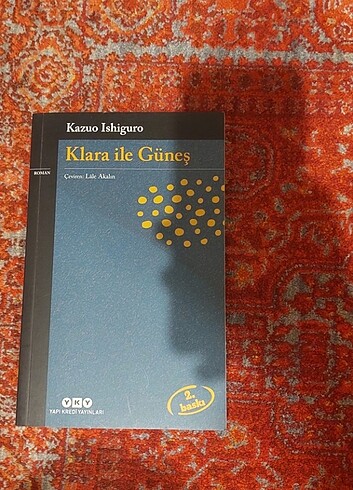 Kazuo Ishiguro
Klara ile Güneş
ROMAN
Çeviren: Lâle Akalın
2. baskı
YKY
YAPI KREDİ YAYINLARI